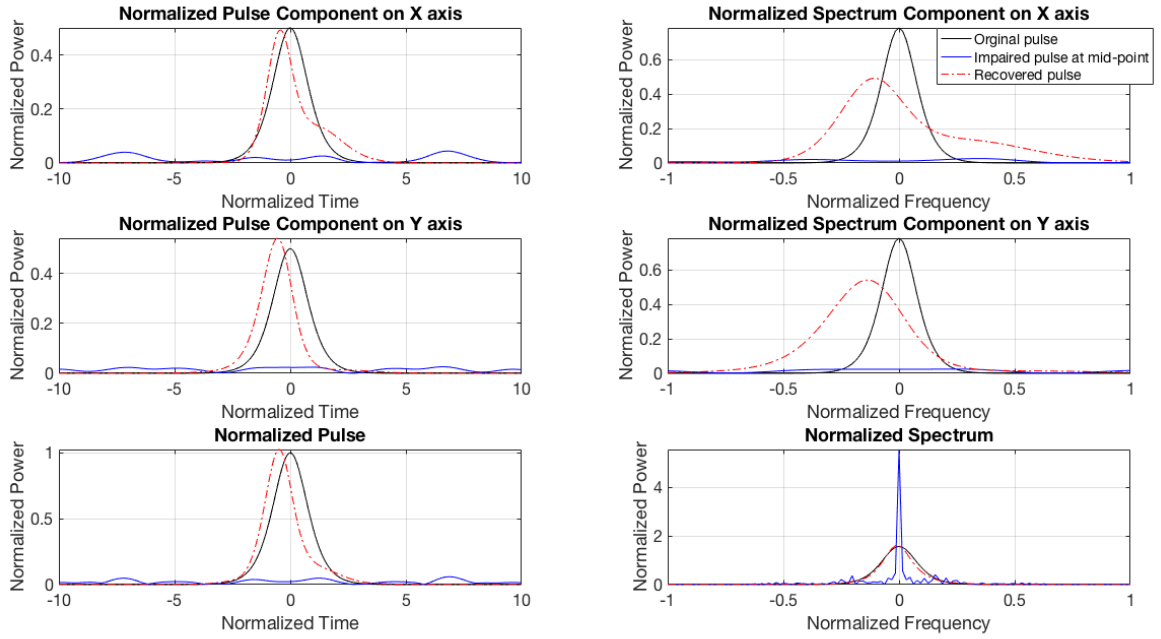 Normalized Pulse Component on X axis
Normalized Power
0.4
0.2
0
-10
-5
0
5
10
Normalized Time
Normalized Spectrum Component on X axis
Normalized Power
0.6
0.4
0.2
0
-1
-0.5
0
0.5
1
Normalized Frequency
Orginal pulse
Impaired pulse at mid-point
Recovered pulse
Normalized Pulse Component on Y axis
Normalized Power
0.4
0.2
0
-10
-5
0
5
10
Normalized Time
Normalized Spectrum Component on Y axis
Normalized Power
0.6
0.4
0.2
0
-1
-0.5
0
0.5
1
Normalized Frequency
Normalized Pulse
Normalized Power
1
0.5
0
-10
-5
0
5
10
Normalized Time
Normalized Spectrum
Normalized Power
4
2
0
-1
-0.5
0
0.5
1
Normalized Frequency